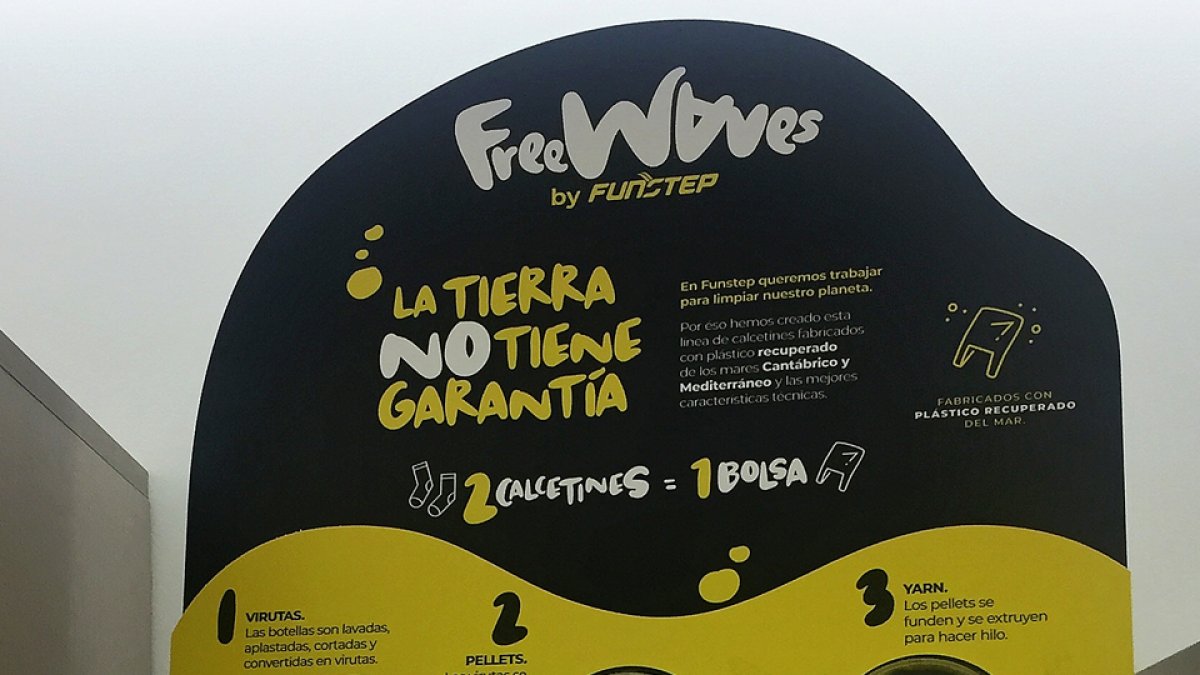 FreeWaves
by FUNSTEP
LA TIERRA
NO TIENE
GARANTÍA
En Funstep queremos trabajar
para limpiar nuestro planeta.
Por éso hemos creado esta
línea de calcetines fabricados
con plástico recuperado
de los mares Cantábrico y
Mediterráneo y las mejores
características técnicas.
FABRICADOS CON
PLÁSTICO RECUPERADO
DEL MAR.
2 CALCETINES = 1 BOLSA
1
VIRUTAS.
Las botellas son lavadas,
aplastadas, cortadas y
convertidas en virutas.
2
PELLETS.
3
YARN.
Los pellets se
funden y se extruyen
para hacer hilo.